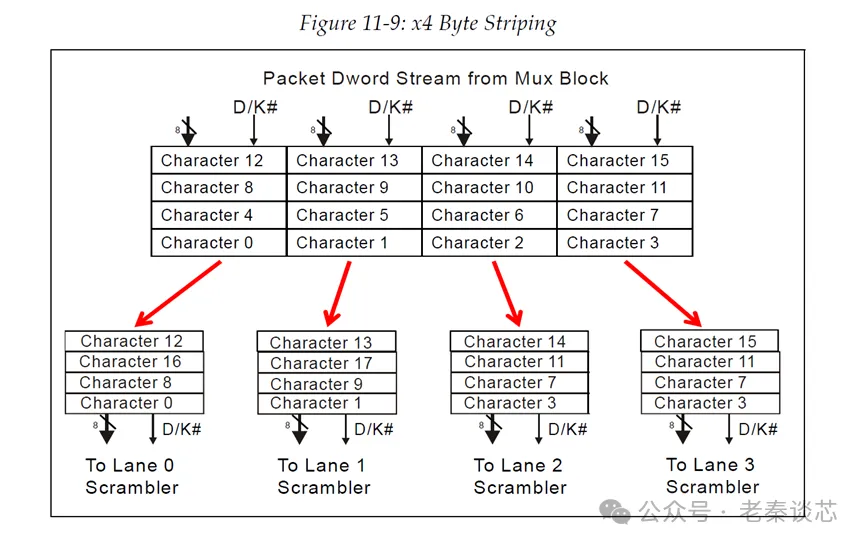 Figure 11-9: x4 Byte Striping
Packet Dword Stream from Mux Block
8 D/K# 8 D/K# 8 D/K# 8 D/K#
Character 12 Character 13 Character 14 Character 15
Character 8 Character 9 Character 10 Character 11
Character 4 Character 5 Character 6 Character 7
Character 0 Character 1 Character 2 Character 3
Character 12 Character 13 Character 14 Character 15
Character 16 Character 17 Character 11 Character 11
Character 8 Character 9 Character 7 Character 7
Character 0 Character 1 Character 3 Character 3
8 D/K# 8 D/K# 8 D/K# 8 D/K#
To Lane 0 To Lane 1 To Lane 2 To Lane 3
Scrambler Scrambler Scrambler Scrambler
公众号 · 老秦谈芯